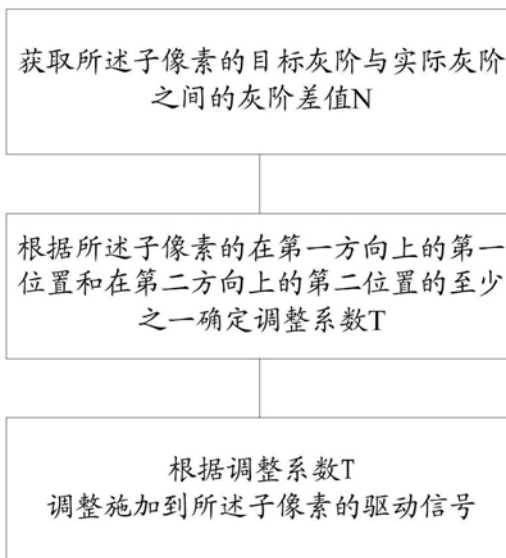 获取所述子像素的目标灰阶与实际灰阶
之间的灰阶差值N
根据所述子像素的在第一方向上的第一
位置和在第二方向上的第二位置的至少
之一确定调整系数T
根据调整系数T
调整施加到所述子像素的驱动信号